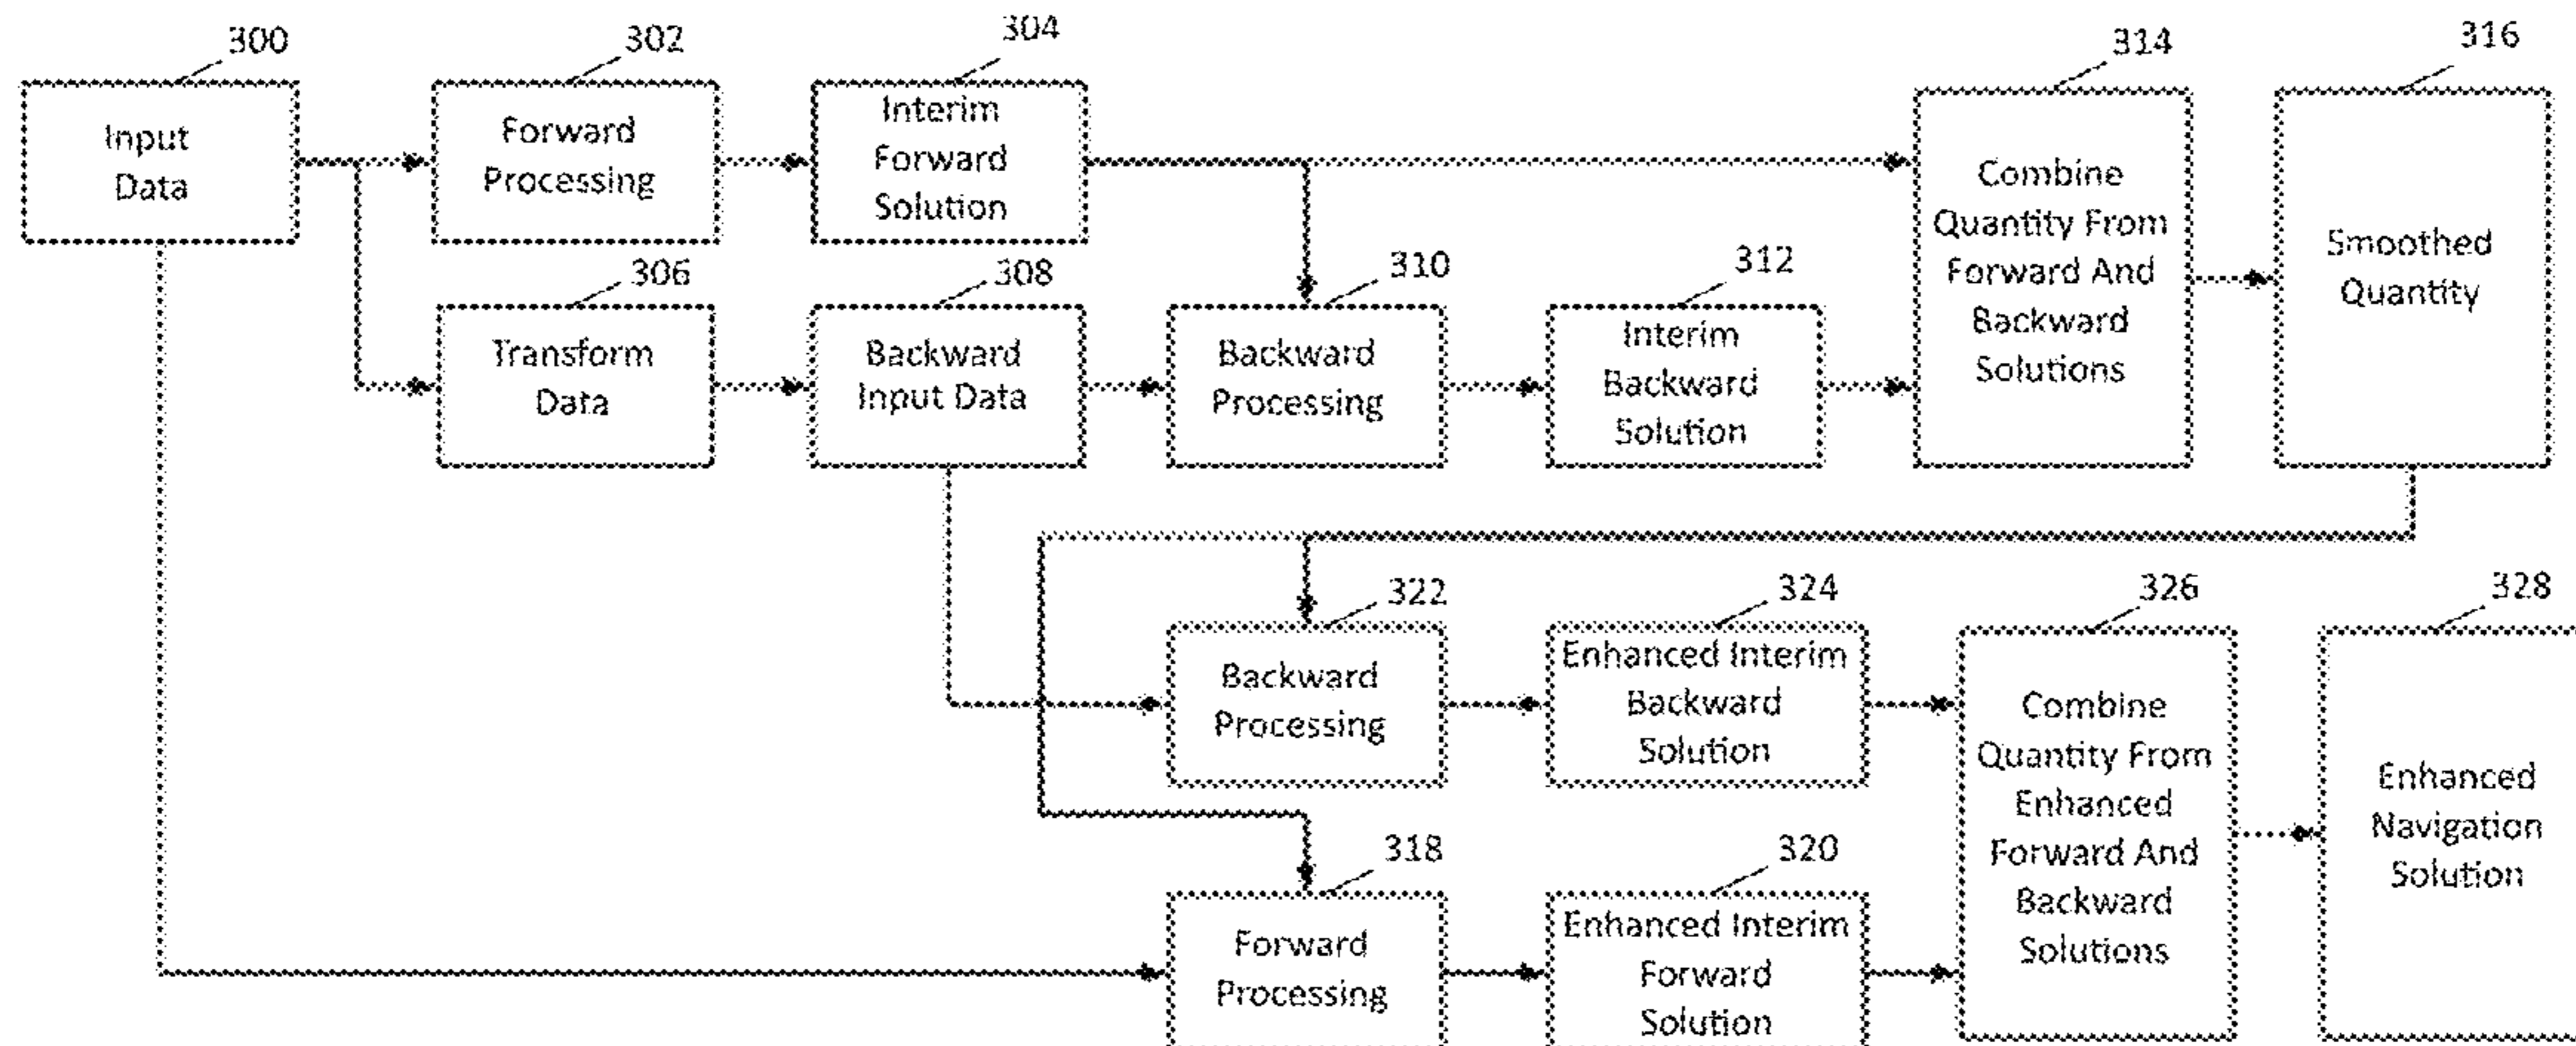 300
302
304
314
316
Input
Data
Forward
Processing
Interim
Forward
Solution
Combine
Quantity From
Forward And
Backward
Solutions
Smoothed
Quantity
306
308
310
312
Transform
Data
Backward
Input Data
Backward
Processing
Interim
Backward
Solution
322
324
326
328
Backward
Processing
Enhanced Interim
Backward
Solution
Combine
Quantity From
Enhanced
Forward And
Backward
Solutions
Enhanced
Navigation
Solution
318
320
Forward
Processing
Enhanced Interim
Forward
Solution